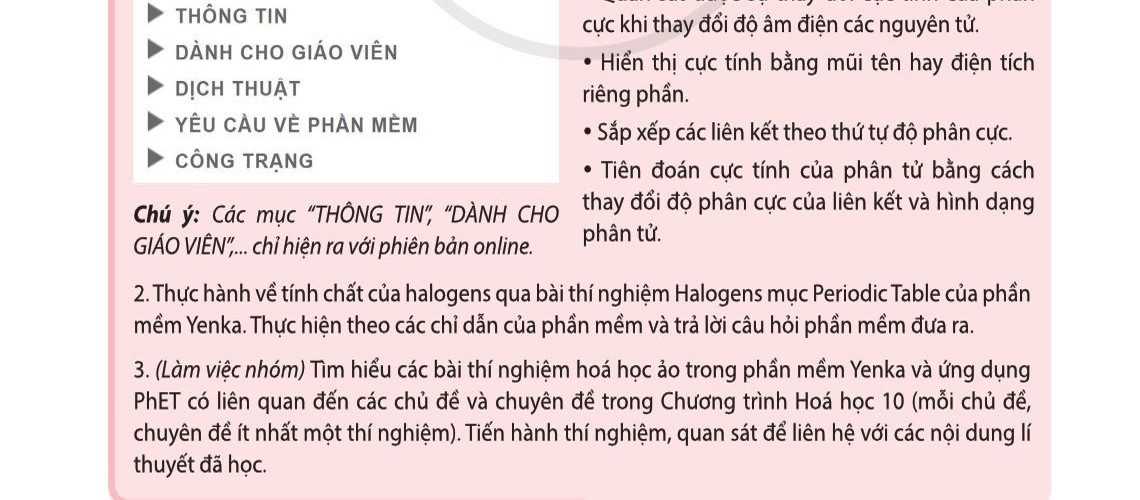 THÔNG TIN
DÀNH CHO GIÁO VIÊN
DỊCH THUẬT
YÊU CẦU VỀ PHẦN MỀM
CÔNG TRẠNG
Chú ý: Các mục “THÔNG TIN”, “DÀNH CHO
GIÁO VIÊN”,... chỉ hiện ra với phiên bản online.
cực khi thay đổi độ âm điện các nguyên tử.
• Hiển thị cực tính bằng mũi tên hay điện tích
riêng phần.
• Sắp xếp các liên kết theo thứ tự độ phân cực.
• Tiên đoán cực tính của phân tử bằng cách
thay đổi độ phân cực của liên kết và hình dạng
phân tử.
2. Thực hành về tính chất của halogens qua bài thí nghiệm Halogens mục Periodic Table của phần
mềm Yenka. Thực hiện theo các chỉ dẫn của phần mềm và trả lời câu hỏi phần mềm đưa ra.
3. (Làm việc nhóm) Tìm hiểu các bài thí nghiệm hoá học ảo trong phần mềm Yenka và ứng dụng
PhET có liên quan đến các chủ đề và chuyên đề trong Chương trình Hoá học 10 (mỗi chủ đề,
chuyên đề ít nhất một thí nghiệm). Tiến hành thí nghiệm, quan sát để liên hệ với các nội dung lí
thuyết đã học.